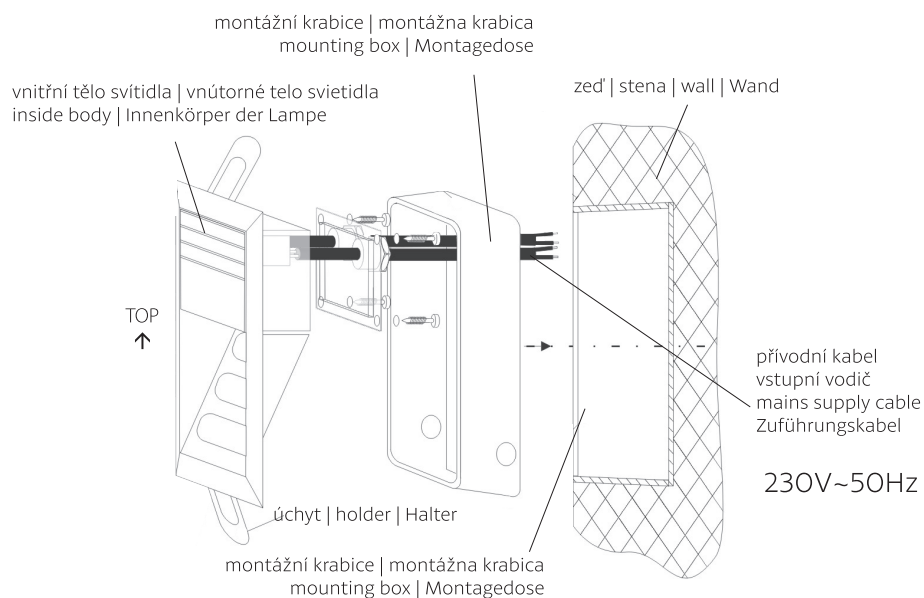 montážní krabice | montážna krabica
mounting box | Montagedose
vnitřní tělo svítidla | vnútorné telo svietidla
inside body | Innenkörper der Lampe
zeď | stena | wall | Wand
TOP
přívodní kabel
vstupní vodič
mains supply cable
Zuführungskabel
230V~50Hz
úchyt | holder | Halter
montážní krabice | montážna krabica
mounting box | Montagedose